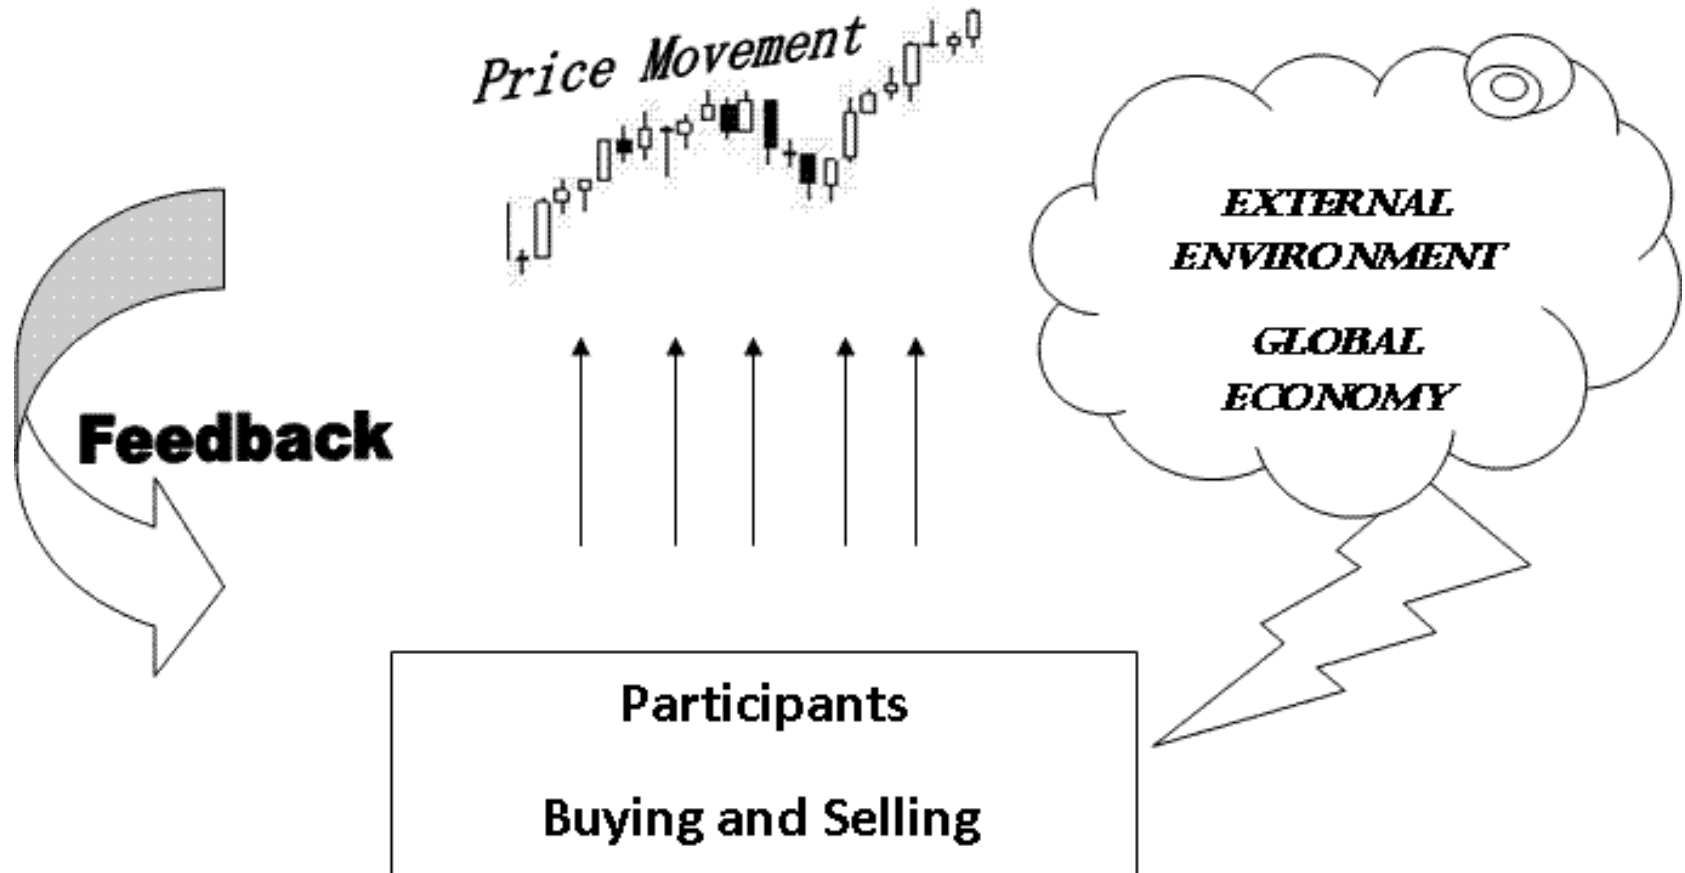 Price Movement
EXTERNAL
ENVIRONMENT
GLOBAL
ECONOMY
Feedback
Participants
Buying and Selling